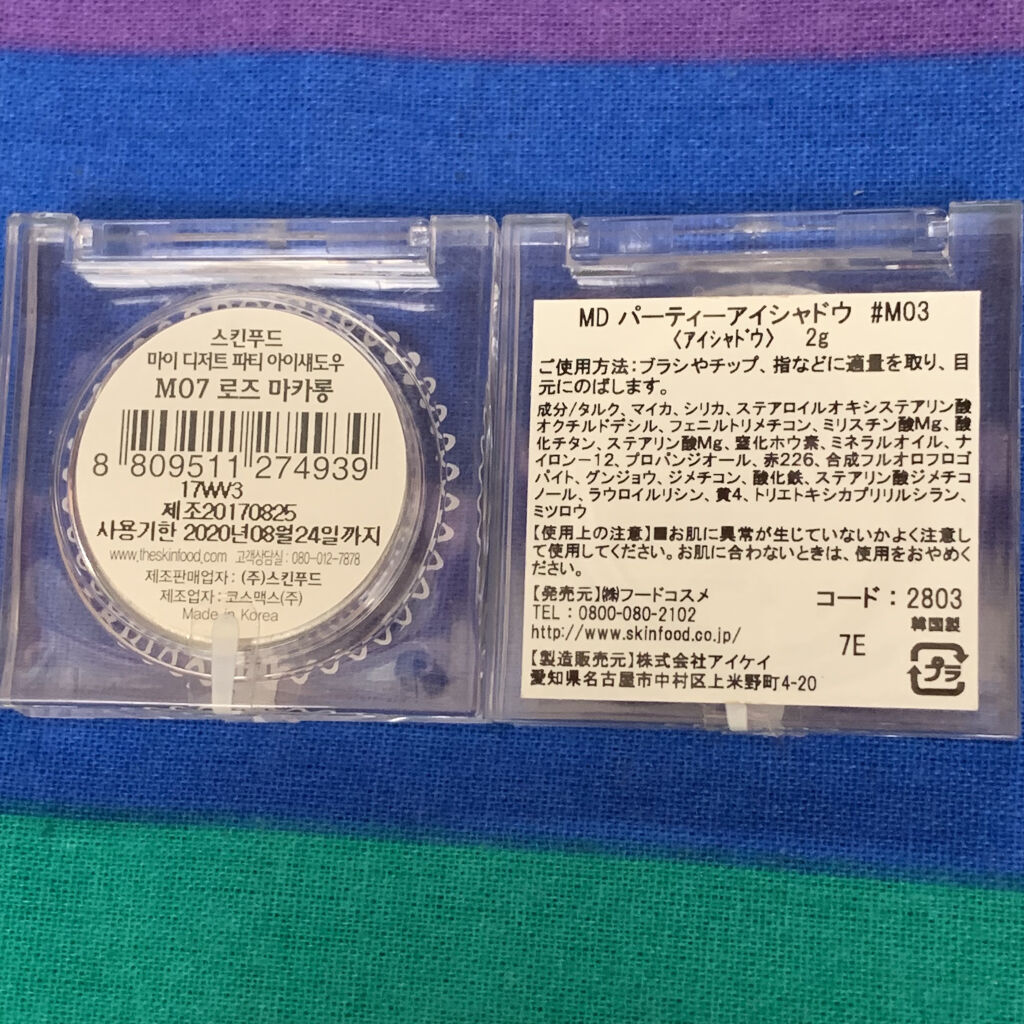 스킨푸드
마이 디저트 파티 아이섀도우
M07 로즈 마카롱
8 809511 274939
17WV3
제조20170825
사용기한 2020년08월24일까지
www.theskinfood.com 고객상담실 : 080-012-7878
제조판매업자 : (주)스킨푸드
제조업자 : 코스맥스(주)
Made in Korea
MD パーティーアイシャドウ #M03
〈アイシャドウ〉 2g
ご使用方法:ブラシやチップ、指などに適量を取り、目
元にのばします。
成分/タルク、マイカ、シリカ、ステアロイルオキシステアリン酸
オクチルドデシル、フェニルトリメチコン、ミリスチン酸Mg、酸
化チタン、ステアリン酸Mg、窒化ホウ素、ミネラルオイル、ナ
イロン-12、プロパンジオール、赤226、合成フルオロフロゴ
パイト、グンジョウ、ジメチコン、酸化鉄、ステアリン酸ジメチコ
ノール、ラウロイルリシン、黄4、トリエトキシカプリリルシラン、
ミツロウ
【使用上の注意】■お肌に異常が生じていないかよく注意し
て使用してください。お肌に合わないときは、使用をおやめく
ださい。
【発売元】㈱フードコスメ コード : 2803
TEL : 0800-080-2102 韓国製
http://www.skinfood.co.jp/ 7E
プラ
【製造販売元】株式会社アイケイ
愛知県名古屋市中村区上米野町4-20